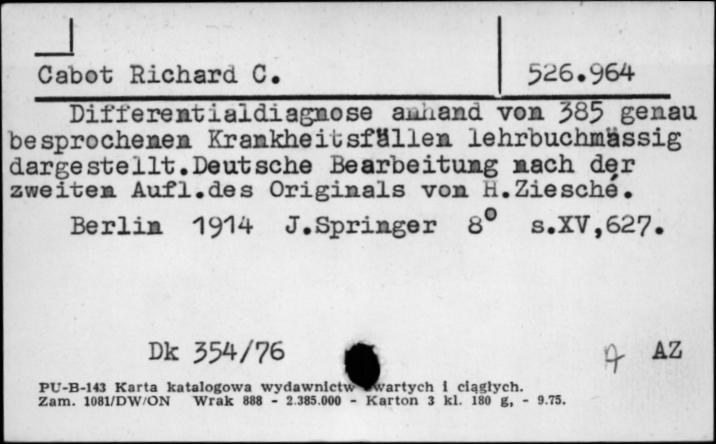 Cabot Richard C. 526.964
Differentialdiagnose anhand von 385 genau
besprochenen Krankheitsfällen lehrbuchmässig
dargestellt.Deutsche Bearbeitung nach der
zweiten Aufl.des Originals von H.Ziesché.
Berlin 1914 J.Springer 8° s.XV,627.
Dk 354/76 AZ
PU-B-143 Karta katalogowa wydawnictw zwartych i ciągłych.
Zam. 1081/DW/ON Wrak 888 - 2.385.000 - Karton 3 kl. 180 g, - 9.75.